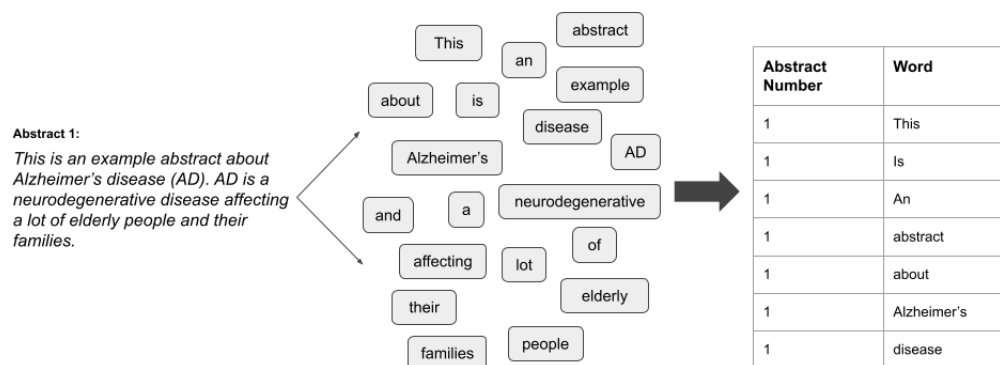 Abstract 1:
This is an example abstract about
Alzheimer's disease (AD). AD is a
neurodegenerative disease affecting
a lot of elderly people and their
families.
This
an
abstract
about
is
example
disease
Alzheimer's
AD
and
a
neurodegenerative
affecting
lot
of
their
elderly
families
people
Abstract Number Word
1 This
1 Is
1 An
1 abstract
1 about
1 Alzheimer's
1 disease